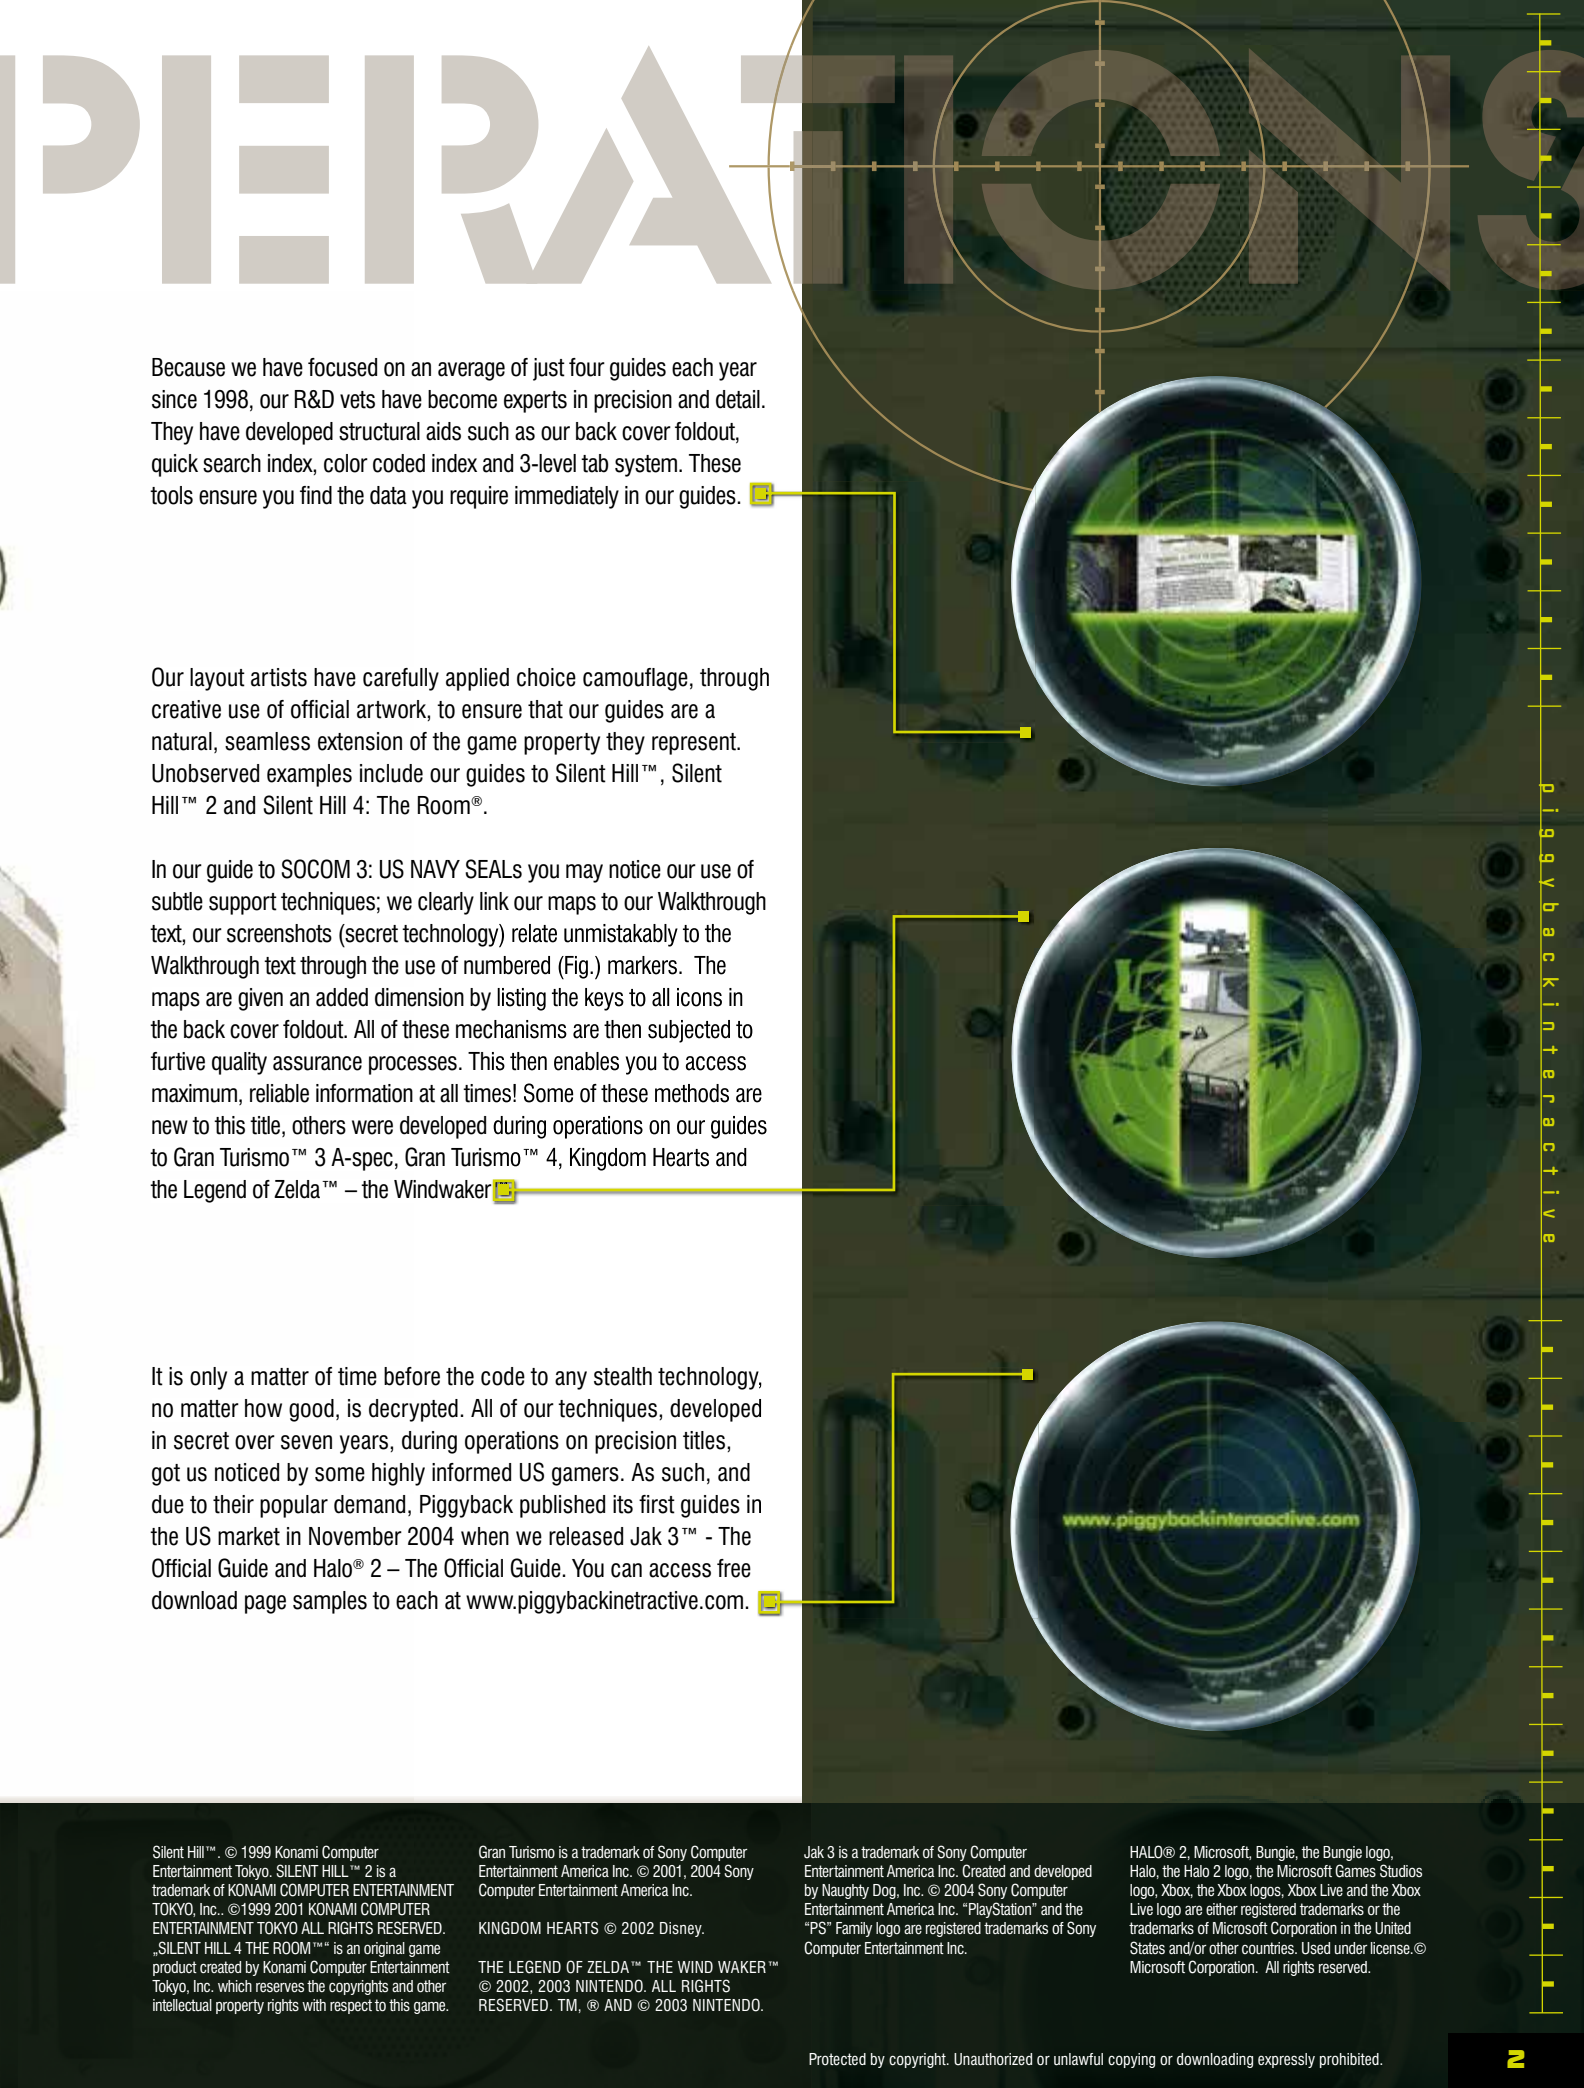 PERATIONS
Because we have focused on an average of just four guides each year
since 1998, our R&D vets have become experts in precision and detail.
They have developed structural aids such as our back cover foldout,
quick search index, color coded index and 3-level tab system. These
tools ensure you find the data you require immediately in our guides.
Our layout artists have carefully applied choice camouflage, through
creative use of official artwork, to ensure that our guides are a
natural, seamless extension of the game property they represent.
Unobserved examples include our guides to Silent Hill™, Silent
Hill™ 2 and Silent Hill 4: The Room®.
In our guide to SOCOM 3: US NAVY SEALs you may notice our use of
subtle support techniques; we clearly link our maps to our Walkthrough
text, our screenshots (secret technology) relate unmistakably to the
Walkthrough text through the use of numbered (Fig.) markers.  The
maps are given an added dimension by listing the keys to all icons in
the back cover foldout. All of these mechanisms are then subjected to
furtive quality assurance processes. This then enables you to access
maximum, reliable information at all times! Some of these methods are
new to this title, others were developed during operations on our guides
to Gran Turismo™ 3 A-spec, Gran Turismo™ 4, Kingdom Hearts and
the Legend of Zelda™ – the Windwaker
It is only a matter of time before the code to any stealth technology,
no matter how good, is decrypted. All of our techniques, developed
in secret over seven years, during operations on precision titles,
got us noticed by some highly informed US gamers. As such, and
due to their popular demand, Piggyback published its first guides in
the US market in November 2004 when we released Jak 3™ - The
Official Guide and Halo® 2 – The Official Guide. You can access free
download page samples to each at www.piggybackinetractive.com.
www.piggybackinteraoctive.com
piggybackinteractive
Silent Hill™. © 1999 Konami Computer
Entertainment Tokyo. SILENT HILL™ 2 is a
trademark of KONAMI COMPUTER ENTERTAINMENT
TOKYO, Inc.. ©1999 2001 KONAMI COMPUTER
ENTERTAINMENT TOKYO ALL RIGHTS RESERVED.
„SILENT HILL 4 THE ROOM™“ is an original game
product created by Konami Computer Entertainment
Tokyo, Inc. which reserves the copyrights and other
intellectual property rights with respect to this game.
Gran Turismo is a trademark of Sony Computer
Entertainment America Inc. © 2001, 2004 Sony
Computer Entertainment America Inc.
KINGDOM HEARTS © 2002 Disney.
THE LEGEND OF ZELDA™ THE WIND WAKER™
© 2002, 2003 NINTENDO. ALL RIGHTS
RESERVED. TM, ® AND © 2003 NINTENDO.
Jak 3 is a trademark of Sony Computer
Entertainment America Inc. Created and developed
by Naughty Dog, Inc. © 2004 Sony Computer
Entertainment America Inc. “PlayStation” and the
“PS” Family logo are registered trademarks of Sony
Computer Entertainment Inc.
HALO® 2, Microsoft, Bungie, the Bungie logo,
Halo, the Halo 2 logo, the Microsoft Games Studios
logo, Xbox, the Xbox logos, Xbox Live and the Xbox
Live logo are either registered trademarks or the
trademarks of Microsoft Corporation in the United
States and/or other countries. Used under license.©
Microsoft Corporation.  All rights reserved.
Protected by copyright. Unauthorized or unlawful copying or downloading expressly prohibited.
2